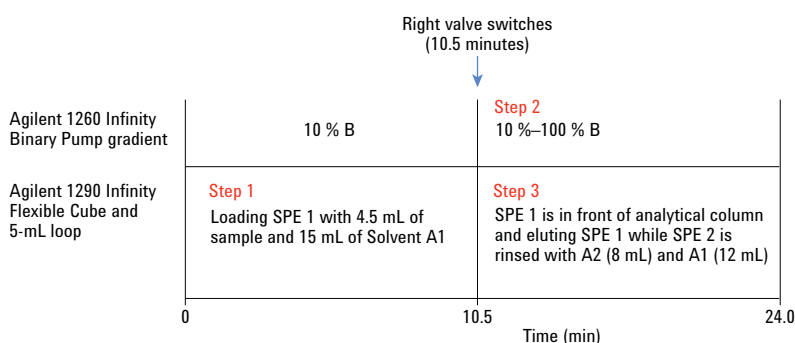 Right valve switches
(10.5 minutes)
Agilent 1260 Infinity
Binary Pump gradient
10 % B
Step 2
10 %–100 % B
Agilent 1290 Infinity
Flexible Cube and
5-mL loop
Step 1
Loading SPE 1 with 4.5 mL of
sample and 15 mL of Solvent A1
Step 3
SPE 1 is in front of analytical column
and eluting SPE 1 while SPE 2 is
rinsed with A2 (8 mL) and A1 (12 mL)
0
10.5
24.0
Time (min)